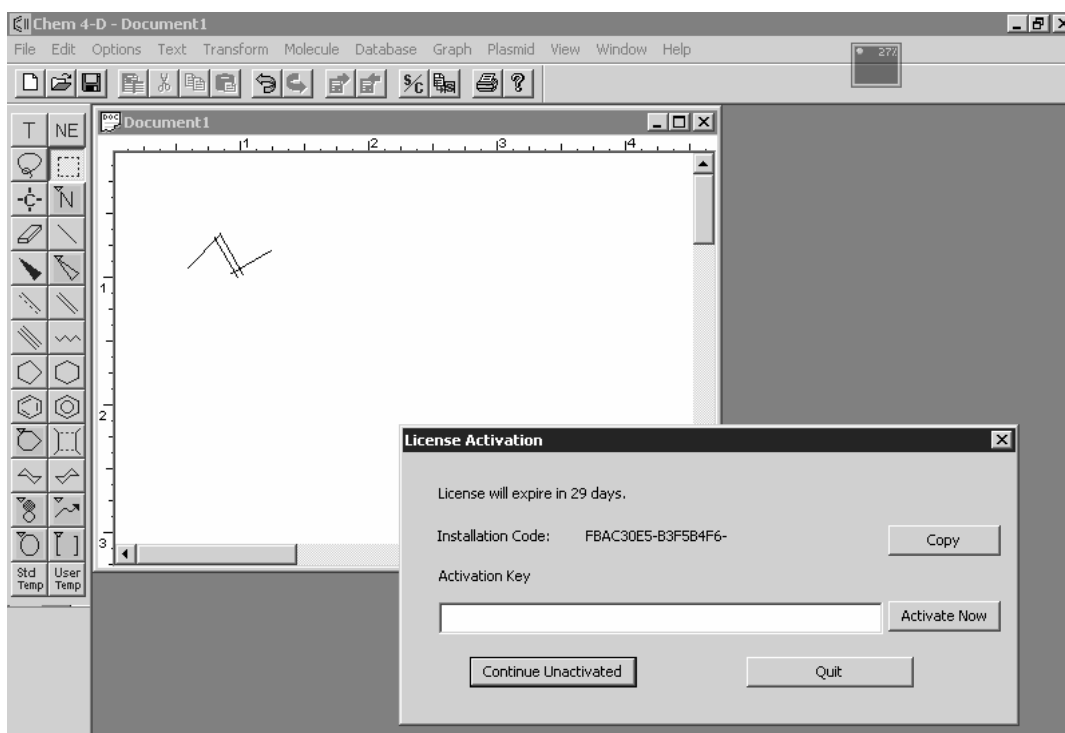 Chem 4-D - Document1
File Edit Options Text Transform Molecule Database Graph Plasmid View Window Help
27%
S/C
Document1
T NE
1 2 3 4
-C- N
1
2
3
Std Temp User Temp
License Activation
License will expire in 29 days.
Installation Code: FBAC30E5-B3F5B4F6-
Copy
Activation Key
Activate Now
Continue Unactivated Quit